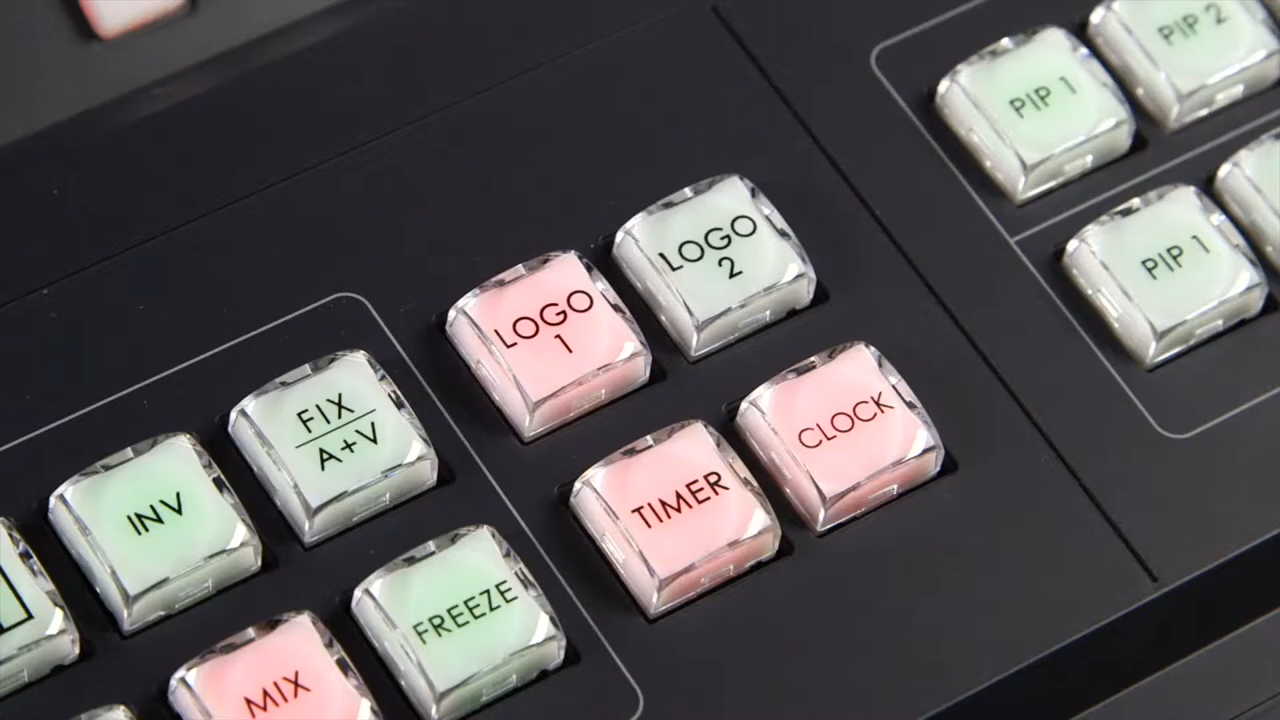 PIP 2
PIP 1
LOGO
2
PIP 1
LOGO
1
CLOCK
FIX
A+V
TIMER
INV
FREEZE
MIX